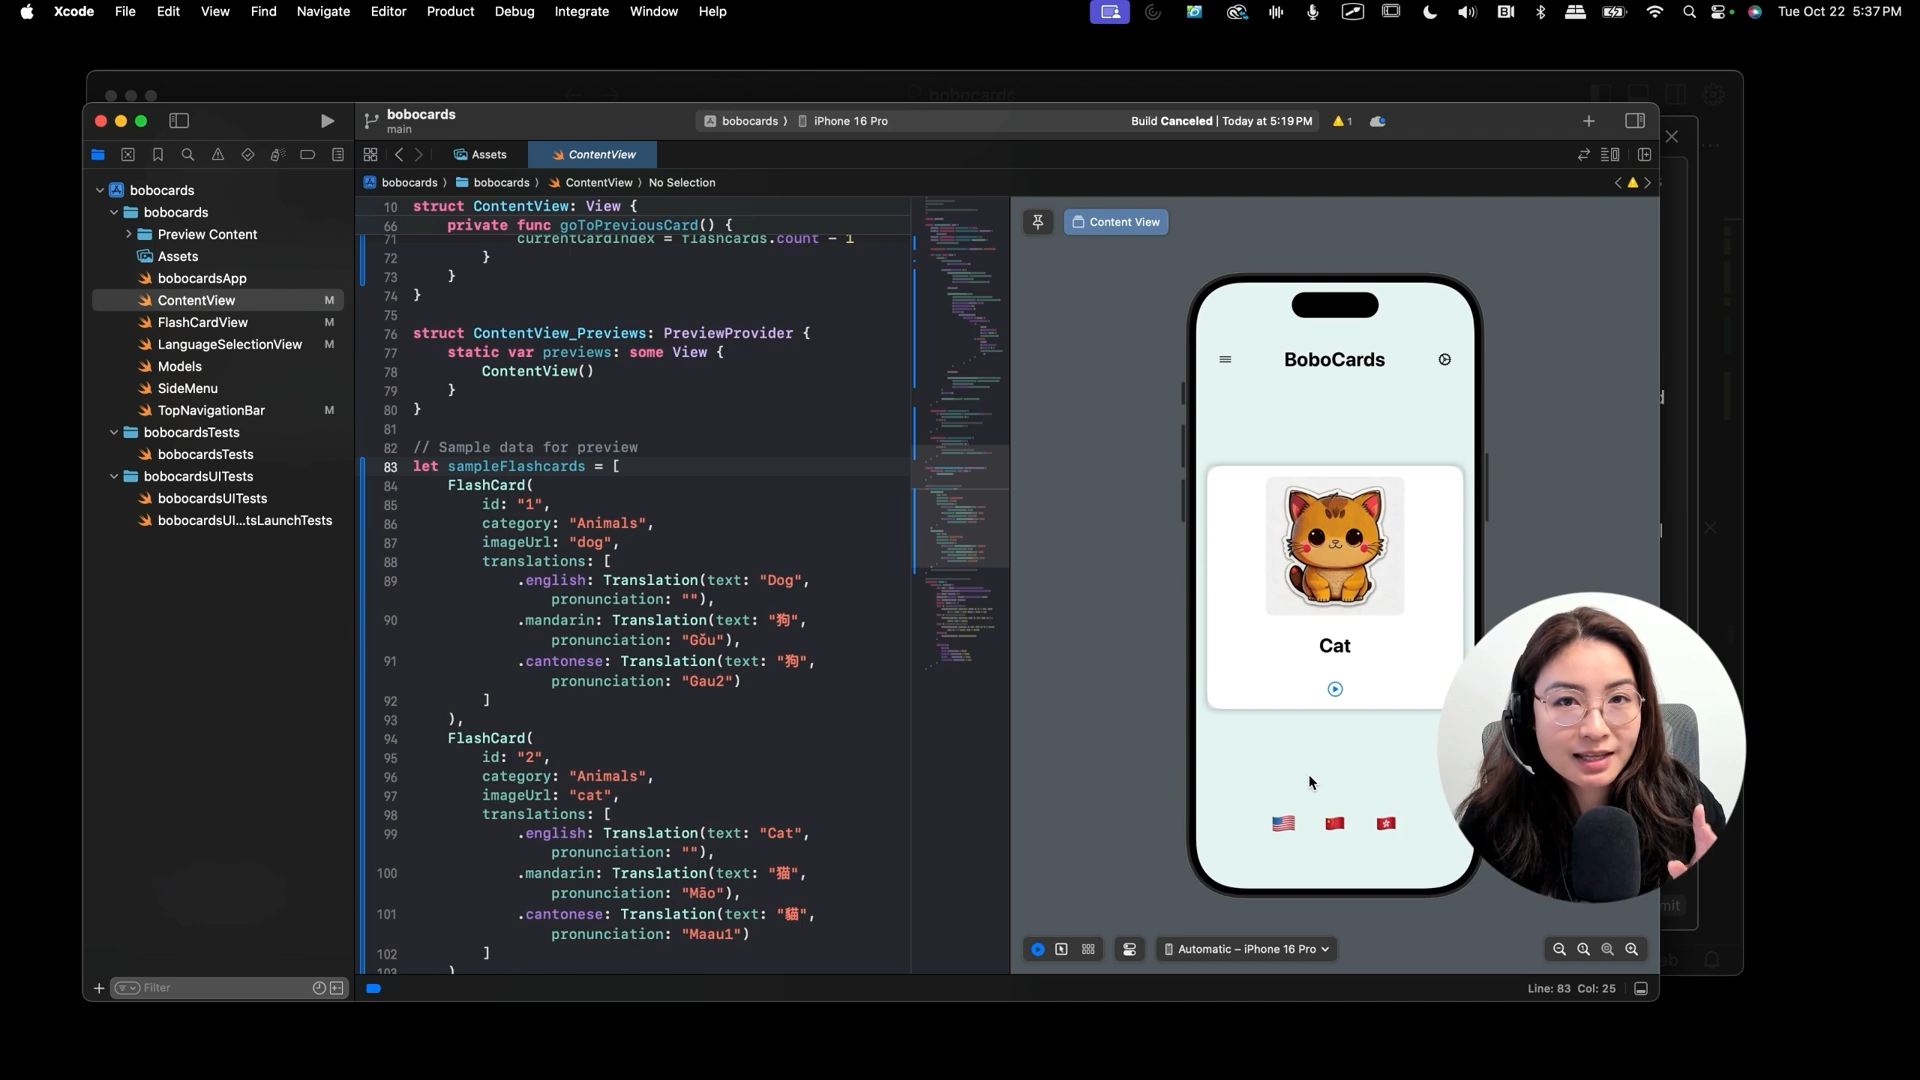 Xcode File Edit View Find Navigate Editor Product Debug Integrate Window Help Tue Oct 22 5:37 PM
bobocards
main
bobocards iPhone 16 Pro Build Canceled | Today at 5:19 PM 1
Assets ContentView
bobocards bobocards ContentView No Selection
bobocards
bobocards
Preview Content
Assets
bobocardsApp
ContentView M
FlashCardView M
LanguageSelectionView M
Models
SideMenu
TopNavigationBar M
bobocardsTests
bobocardsTests
bobocardsUITests
bobocardsUITests
bobocardsUI...tsLaunchTests
Filter
10 struct ContentView: View {
66 private func goToPreviousCard() {
71 currentCardIndex = flashcards.count - 1
72 }
73 }
74 }
75
76 struct ContentView_Previews: PreviewProvider {
77 static var previews: some View {
78 ContentView()
79 }
80 }
81
82 // Sample data for preview
83 let sampleFlashcards = [
84 FlashCard(
85 id: "1",
86 category: "Animals",
87 imageUrl: "dog",
88 translations: [
89 .english: Translation(text: "Dog",
pronunciation: ""),
90 .mandarin: Translation(text: "狗",
pronunciation: "Gǒu"),
91 .cantonese: Translation(text: "狗",
pronunciation: "Gau2")
92 ]
93 ),
94 FlashCard(
95 id: "2",
96 category: "Animals",
97 imageUrl: "cat",
98 translations: [
99 .english: Translation(text: "Cat",
pronunciation: ""),
100 .mandarin: Translation(text: "猫",
pronunciation: "Māo"),
101 .cantonese: Translation(text: "貓",
pronunciation: "Maau1")
102 ]
103 )
Content View
BoboCards
Cat
Automatic – iPhone 16 Pro
Line: 83 Col: 25